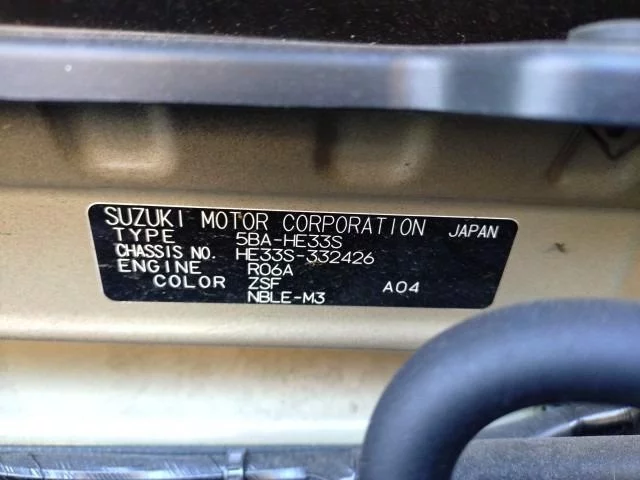 SUZUKI MOTOR CORPORATION JAPAN
TYPE 5BA-HE33S
CHASSIS NO. HE33S-332426
ENGINE R06A
COLOR ZSF A04
NBLE-M3